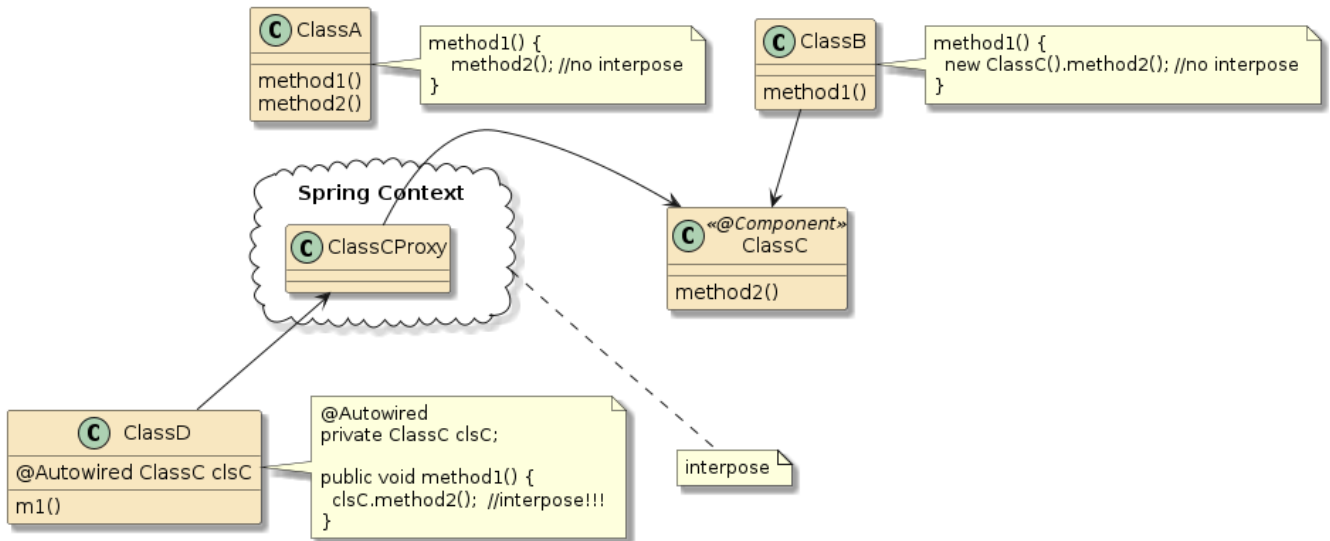 C ClassA
method1()
method2()
method1() {
    method2(); //no interpose
}
C ClassB
method1()
method1() {
  new ClassC().method2(); //no interpose
}
Spring Context
C ClassCProxy
«@Component»
C ClassC
method2()
C ClassD
@Autowired ClassC clsC
m1()
@Autowired
private ClassC clsC;
public void method1() {
  clsC.method2();  //interpose!!!
}
interpose